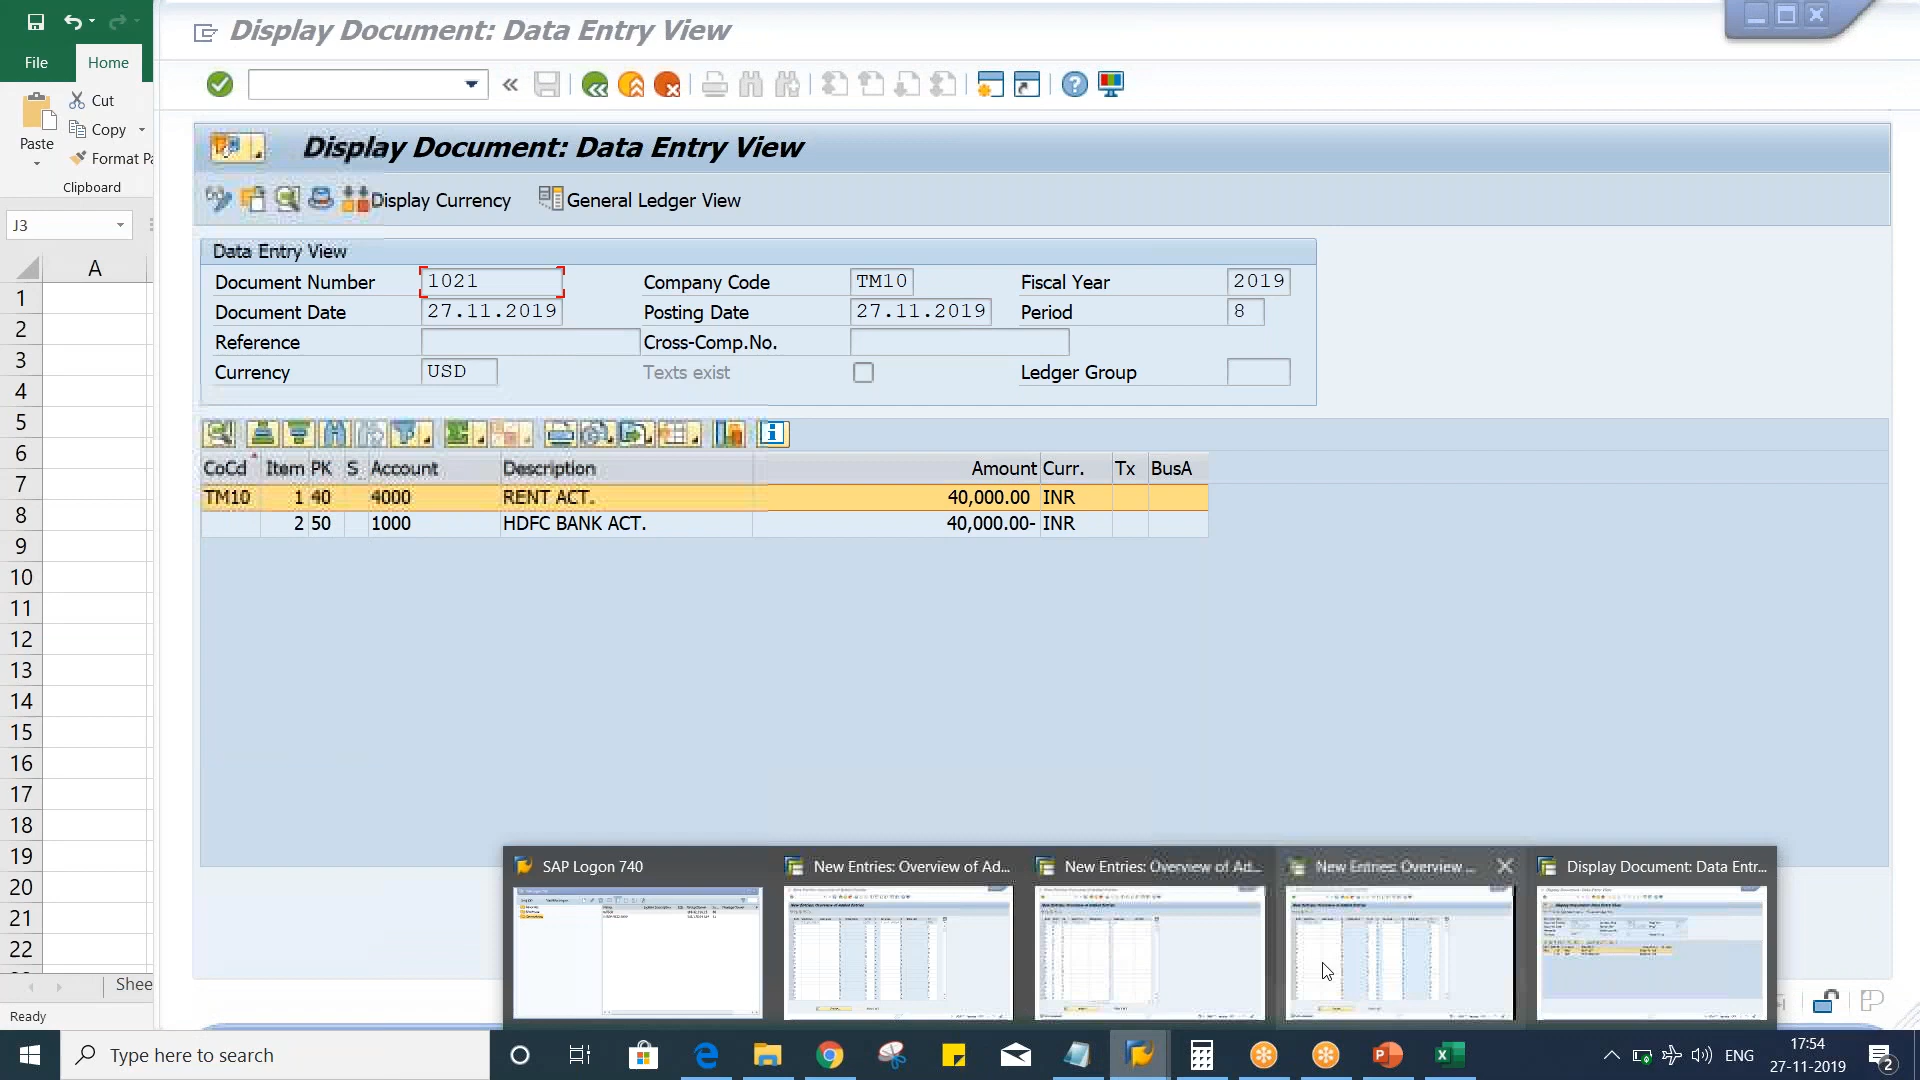 Display Document: Data Entry View
File
Home
Cut
Copy
Paste
Format Pa
Clipboard
J3
A
1
2
3
4
5
6
7
8
9
10
11
12
13
14
15
16
17
18
19
20
21
22
Shee
Ready
Display Document: Data Entry View
Display Currency
General Ledger View
Data Entry View
Document Number 1021 Company Code TM10 Fiscal Year 2019
Document Date 27.11.2019 Posting Date 27.11.2019 Period 8
Reference Cross-Comp.No.
Currency USD Texts exist Ledger Group
CoCd Item PK S Account Description Amount Curr. Tx BusA
TM10 1 40 4000 RENT ACT. 40,000.00 INR
2 50 1000 HDFC BANK ACT. 40,000.00- INR
SAP Logon 740
New Entries: Overview of Ad...
New Entries: Overview of Ad...
New Entries: Overview ...
Display Document: Data Entr...
Type here to search
ENG
17:54
27-11-2019
2